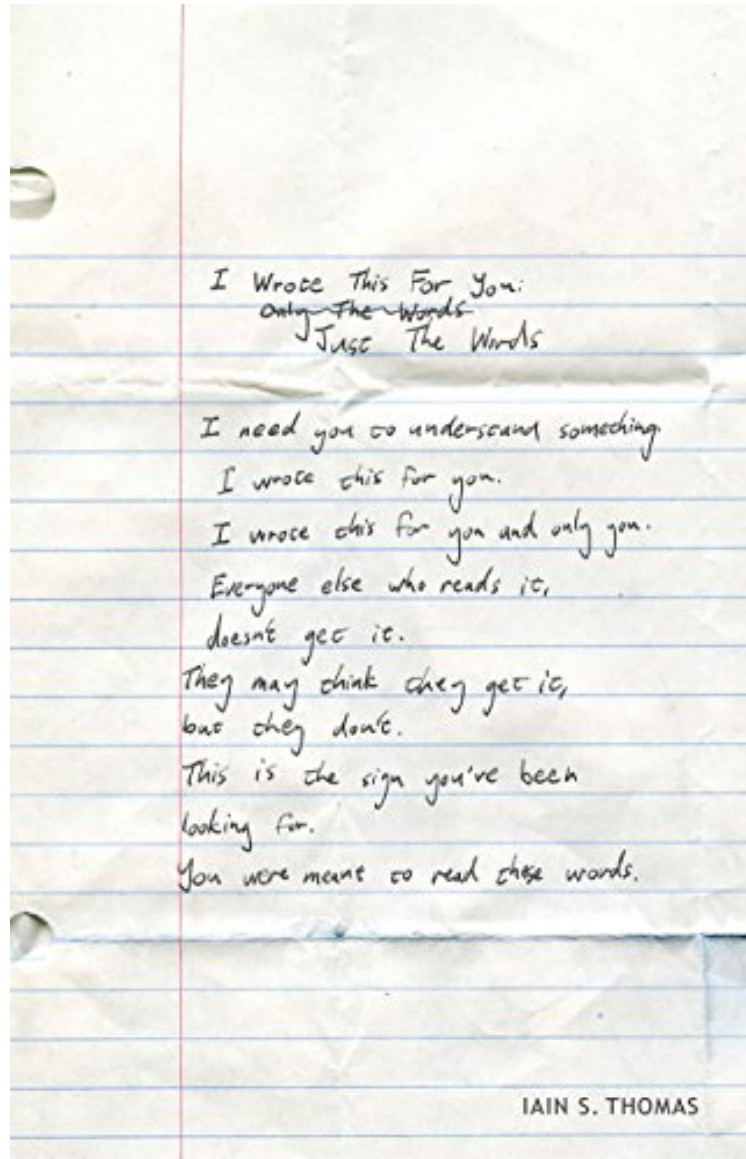 I Wrote This For You:
Only The Words
Just The Words
I need you to understand something.
I wrote this for you.
I wrote this for you and only you.
Everyone else who reads it,
doesn't get it.
They may think they get it,
but they don't.
This is the sign you've been
looking for.
You were meant to read these words.
IAIN S. THOMAS